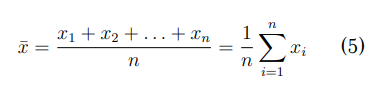 x̄ = (x₁ + x₂ + … + xₙ) / n = (1/n) ∑ᵢ₌₁ⁿ xᵢ (5)